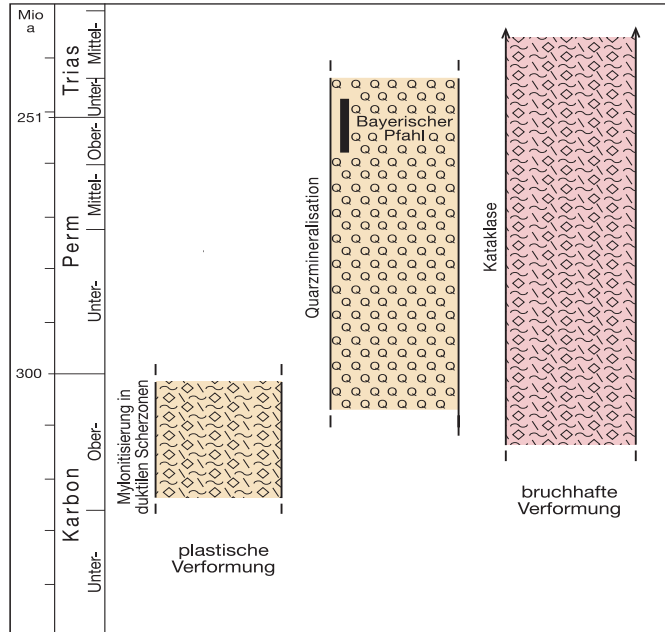 Mio
a
251
300
Trias
Perm
Karbon
Mittel-
Unter-
Ober-
Mittel-
Unter-
Ober-
Unter-
Mylonitisierung in
duktilen Scherzonen
plastische
Verformung
Quarzmineralisation
Bayerischer
Pfahl
Kataklase
bruchhafte
Verformung